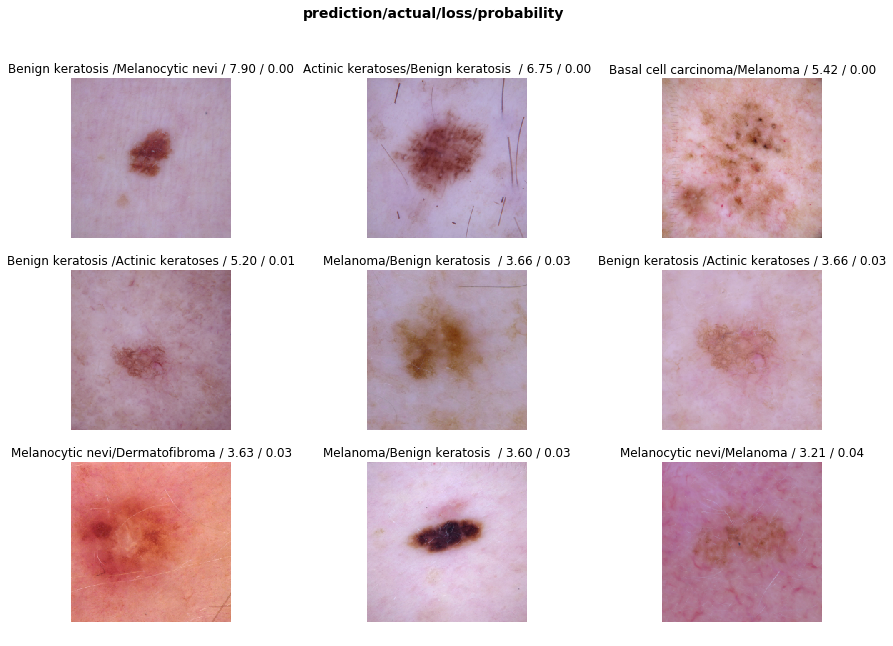 prediction/actual/loss/probability
Benign keratosis /Melanocytic nevi / 7.90 / 0.00
Actinic keratoses/Benign keratosis  / 6.75 / 0.00
Basal cell carcinoma/Melanoma / 5.42 / 0.00
Benign keratosis /Actinic keratoses / 5.20 / 0.01
Melanoma/Benign keratosis  / 3.66 / 0.03
Benign keratosis /Actinic keratoses / 3.66 / 0.03
Melanocytic nevi/Dermatofibroma / 3.63 / 0.03
Melanoma/Benign keratosis  / 3.60 / 0.03
Melanocytic nevi/Melanoma / 3.21 / 0.04